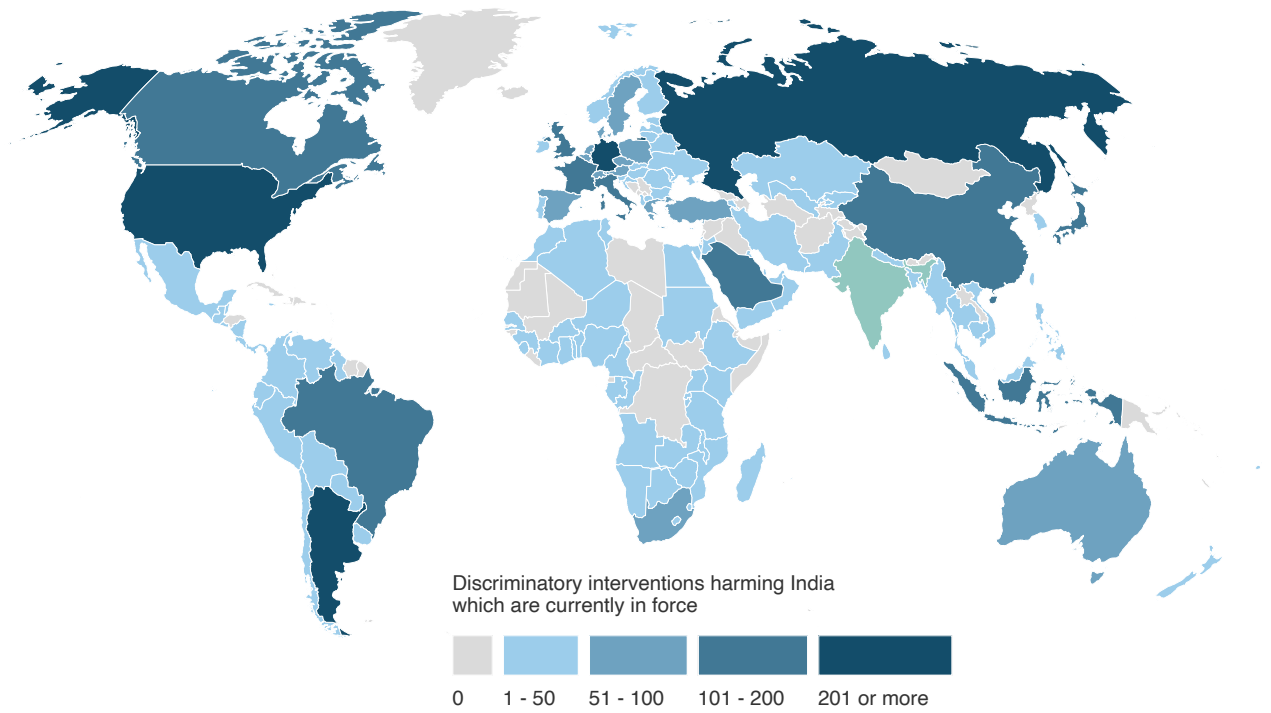 Discriminatory interventions harming India
which are currently in force
0 1 - 50 51 - 100 101 - 200 201 or more